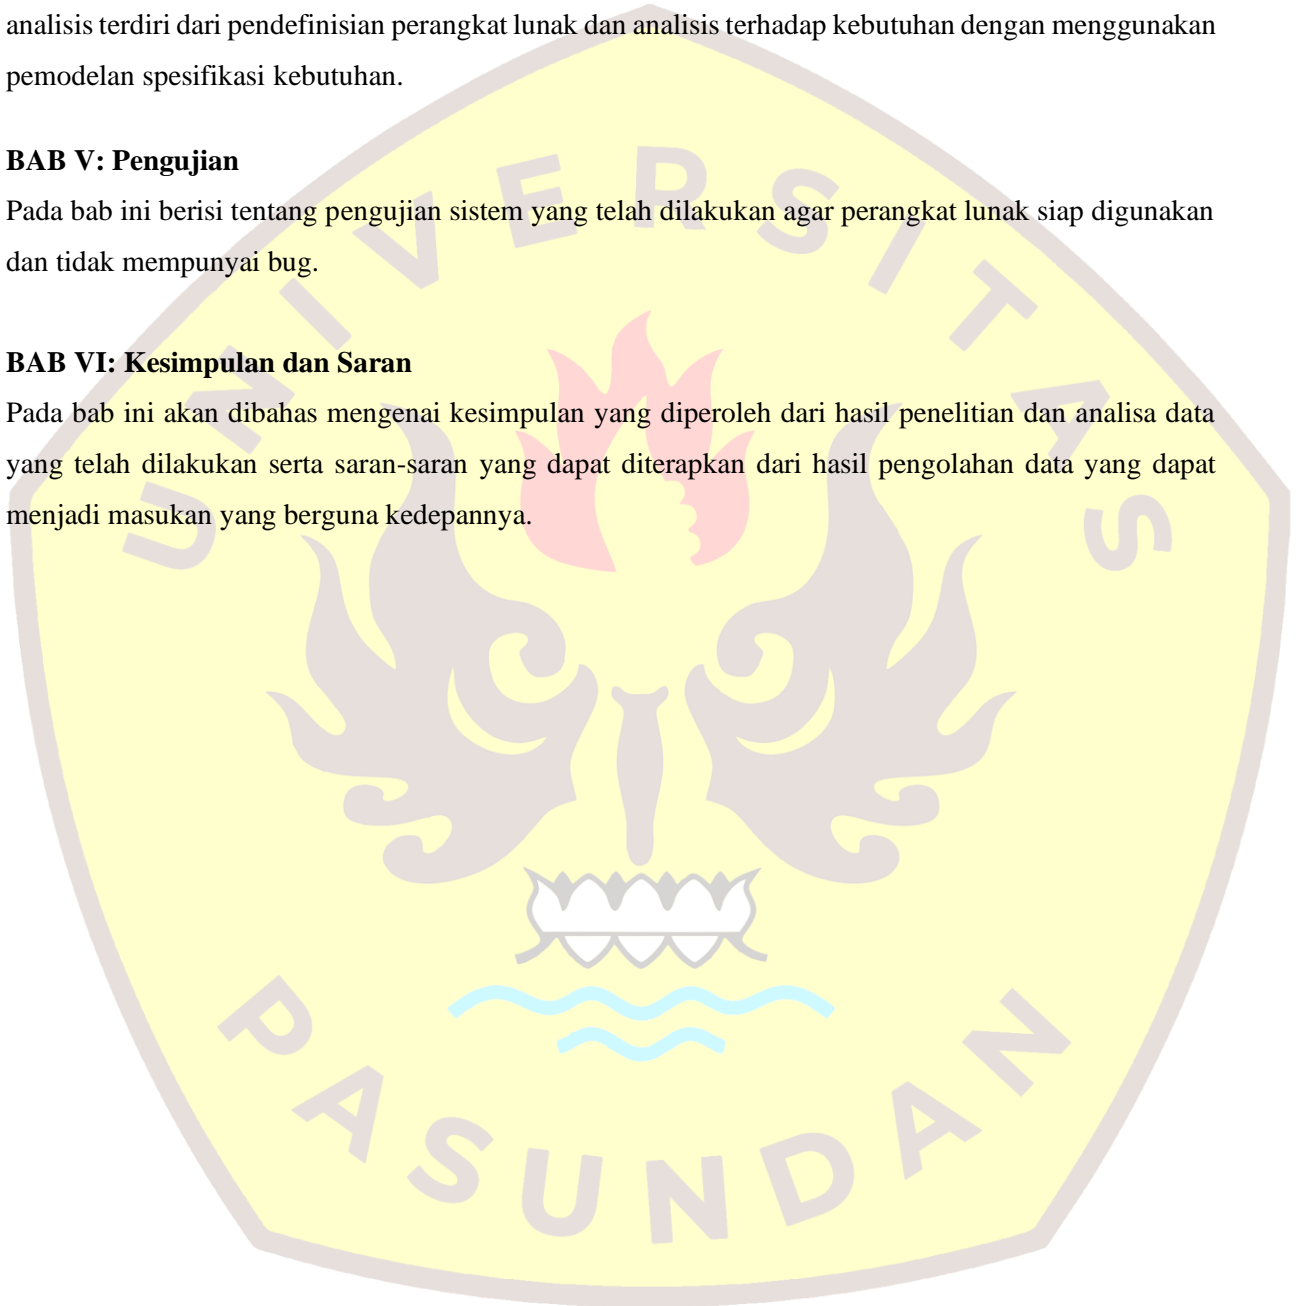 analisis terdiri dari pendefinisian perangkat lunak dan analisis terhadap kebutuhan dengan menggunakan
pemodelan spesifikasi kebutuhan.
BAB V: Pengujian
Pada bab ini berisi tentang pengujian sistem yang telah dilakukan agar perangkat lunak siap digunakan
dan tidak mempunyai bug.
BAB VI: Kesimpulan dan Saran
Pada bab ini akan dibahas mengenai kesimpulan yang diperoleh dari hasil penelitian dan analisa data
yang telah dilakukan serta saran-saran yang dapat diterapkan dari hasil pengolahan data yang dapat
menjadi masukan yang berguna kedepannya.
UNIVERSITAS
PASUNDAN